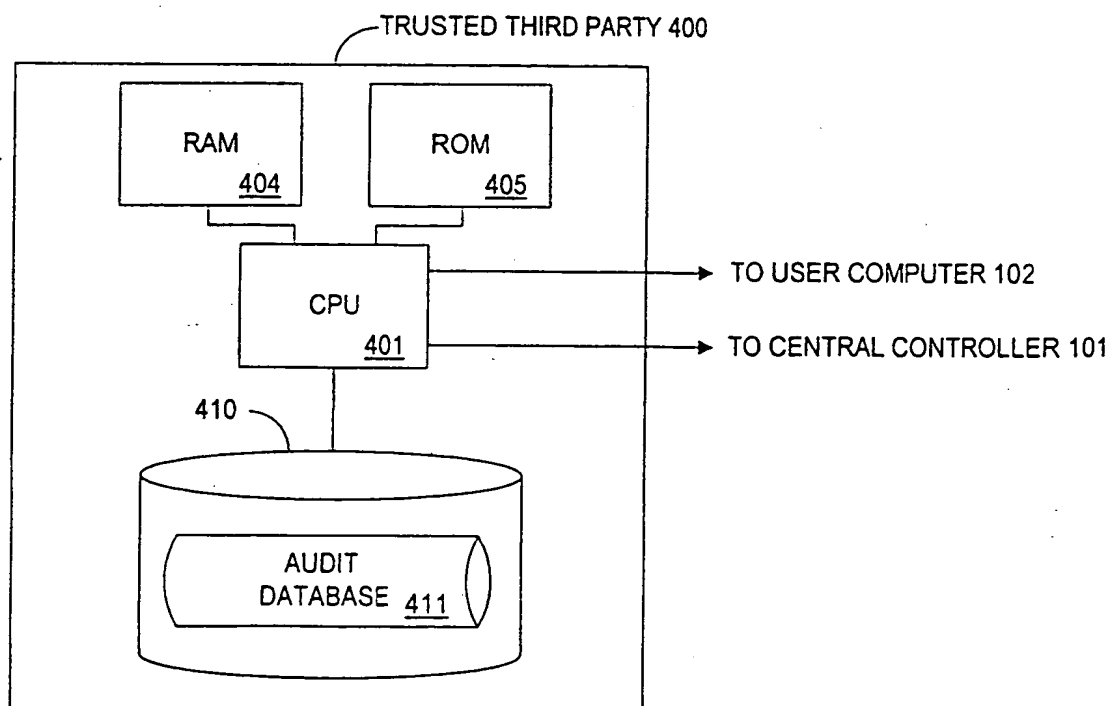 TRUSTED THIRD PARTY 400
RAM
404
ROM
405
CPU
401
TO USER COMPUTER 102
TO CENTRAL CONTROLLER 101
410
AUDIT
DATABASE
411